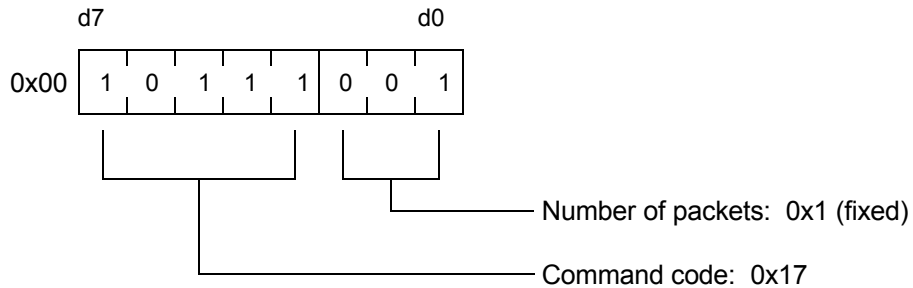 d7 d0
0x00 1 0 1 1 1 0 0 1
Number of packets: 0x1 (fixed)
Command code: 0x17